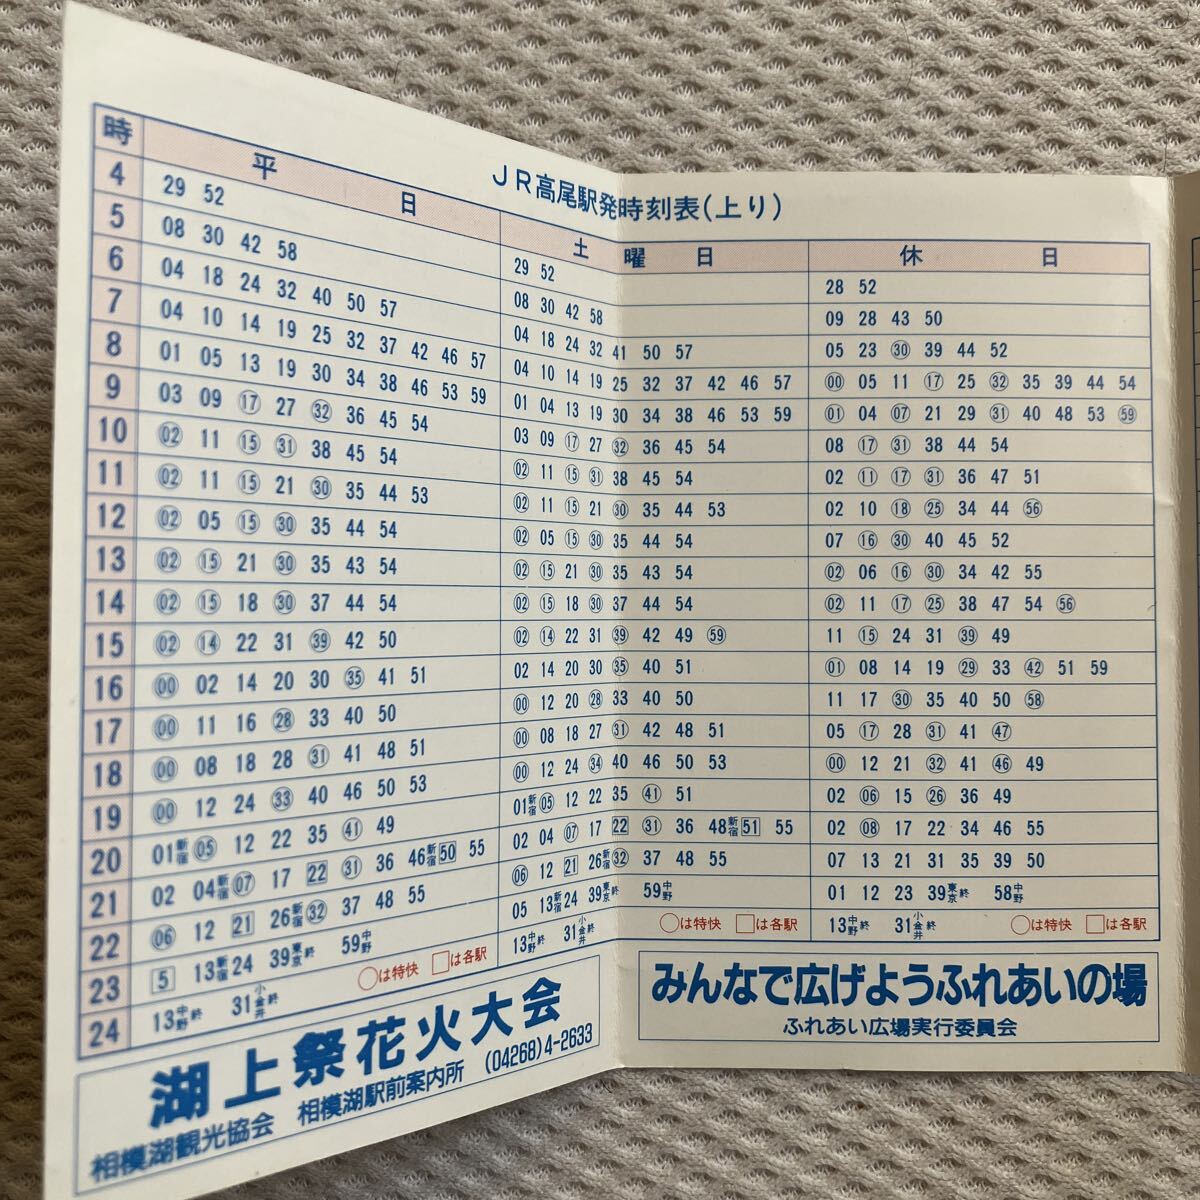 JR高尾駅発時刻表(上り)
時 平日
4 29 52
5 08 30 42 58
6 04 18 24 32 40 50 57
7 04 10 14 19 25 32 37 42 46 57
8 01 05 13 19 30 34 38 46 53 59
9 03 09 ⑰ 27 ㉜ 36 45 54
10 02 11 ⑮ ㉛ 38 45 54
11 02 11 ⑮ 21 ㉚ 35 44 53
12 02 05 ⑮ ㉚ 35 44 54
13 02 ⑮ 21 ㉚ 35 43 54
14 02 ⑮ 18 ㉚ 37 44 54
15 02 ⑭ 22 31 ㊴ 42 50
16 00 02 14 20 30 ㉟ 41 51
17 00 11 16 ㉘ 33 40 50
18 00 08 18 28 ㉛ 41 48 51
19 00 12 24 ㉝ 40 46 50 53
20 01新宿 05 12 22 35 ㊶ 49
21 02 04新宿 07 17 22 ㉛ 36 46新宿 50 55
22 06 12 21 26新宿 ㉜ 37 48 55
23 5 13新宿 24 39東京終 59中野
24 13中野終 31小金井終
○は特快 □は各駅
土曜日
29 52
08 30 42 58
04 18 24 32 41 50 57
04 10 14 19 25 32 37 42 46 57
01 04 13 19 30 34 38 46 53 59
03 09 ⑰ 27 ㉜ 36 45 54
02 11 ⑮ ㉛ 38 45 54
02 11 ⑮ 21 ㉚ 35 44 53
02 05 ⑮ ㉚ 35 44 54
02 ⑮ 21 ㉚ 35 43 54
02 ⑮ 18 ㉚ 37 44 54
02 ⑭ 22 31 ㊴ 42 49 59
02 14 20 30 ㉟ 40 51
00 12 20 ㉘ 33 40 50
00 08 18 27 ㉛ 42 48 51
00 12 24 ㉞ 40 46 50 53
01新宿 05 12 22 35 ㊶ 51
02 04 07 17 22 ㉛ 36 48新宿 51 55
06 12 21 26新宿 ㉜ 37 48 55
05 13新宿 24 39東京終 59中野
13中野終 31小金井終
○は特快 □は各駅
休日
28 52
09 28 43 50
05 23 ㉚ 39 44 52
00 05 11 ⑰ 25 ㉜ 35 39 44 54
01 04 07 21 29 ㉛ 40 48 53 59
08 ⑰ ㉛ 38 44 54
02 ⑪ ⑰ ㉛ 36 47 51
02 10 ⑱ ㉕ 34 44 56
07 ⑯ ㉚ 40 45 52
02 06 ⑯ ㉚ 34 42 55
02 11 ⑰ ㉕ 38 47 54 56
11 ⑮ 24 31 ㊴ 49
01 08 14 19 ㉙ 33 ㊷ 51 59
11 17 ㉚ 35 40 50 58
05 ⑰ 28 ㉛ 41 ㊼
00 12 21 ㉜ 41 ㊻ 49
02 06 15 ㉖ 36 49
02 08 17 22 34 46 55
07 13 21 31 35 39 50
01 12 23 39東京終 58中野
13中野終 31小金井終
○は特快 □は各駅
湖上祭花火大会
相模湖観光協会 相模湖駅前案内所 (04268)4-2633
みんなで広げようふれあいの場
ふれあい広場実行委員会